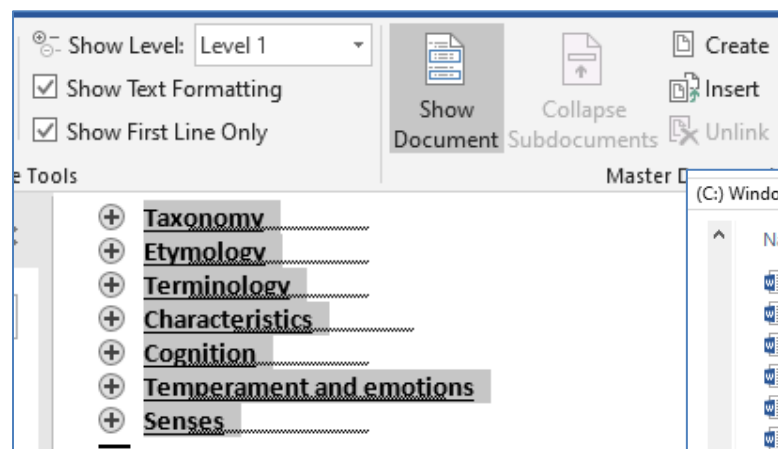 Show Level: Level 1
Show Text Formatting
Show First Line Only
Show Document
Collapse Subdocuments
Create
Insert
Unlink
Tools
Master
(C:) Windo
Taxonomy
Etymology
Terminology
Characteristics
Cognition
Temperament and emotions
Senses